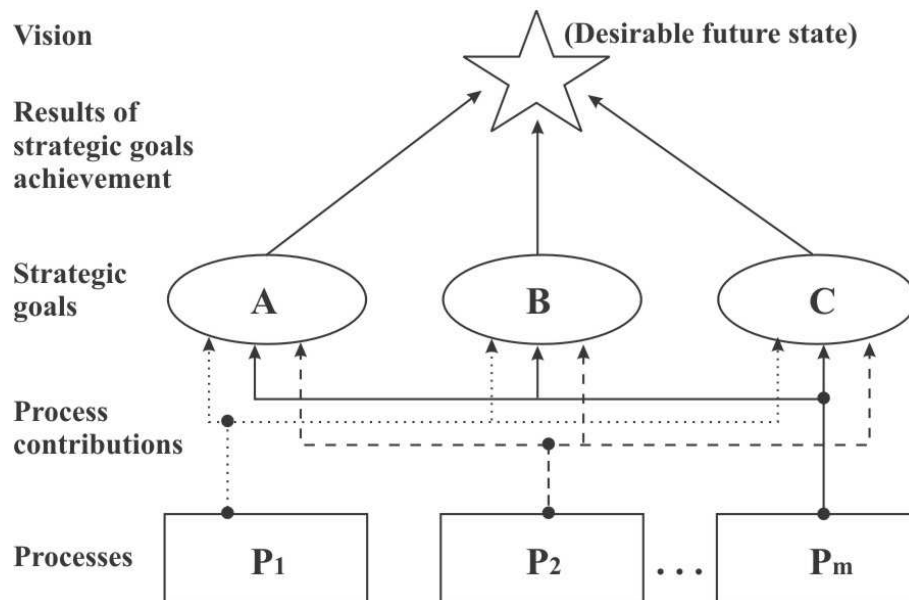 Vision
(Desirable future state)
Results of
strategic goals
achievement
Strategic
goals
A
B
C
Process
contributions
Processes
P1
P2
...
Pm